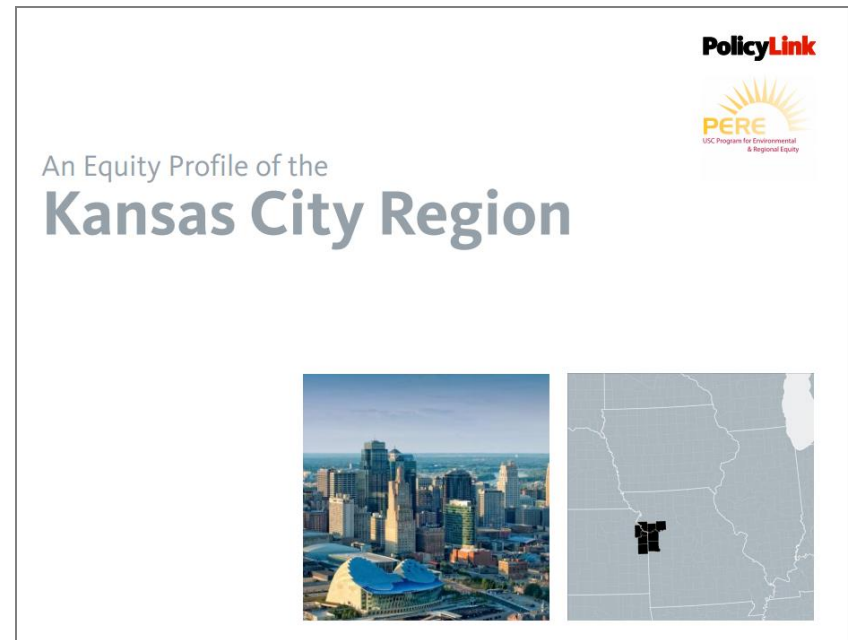 PolicyLink
PERE
USC Program for Environmental
& Regional Equity
An Equity Profile of the
Kansas City Region